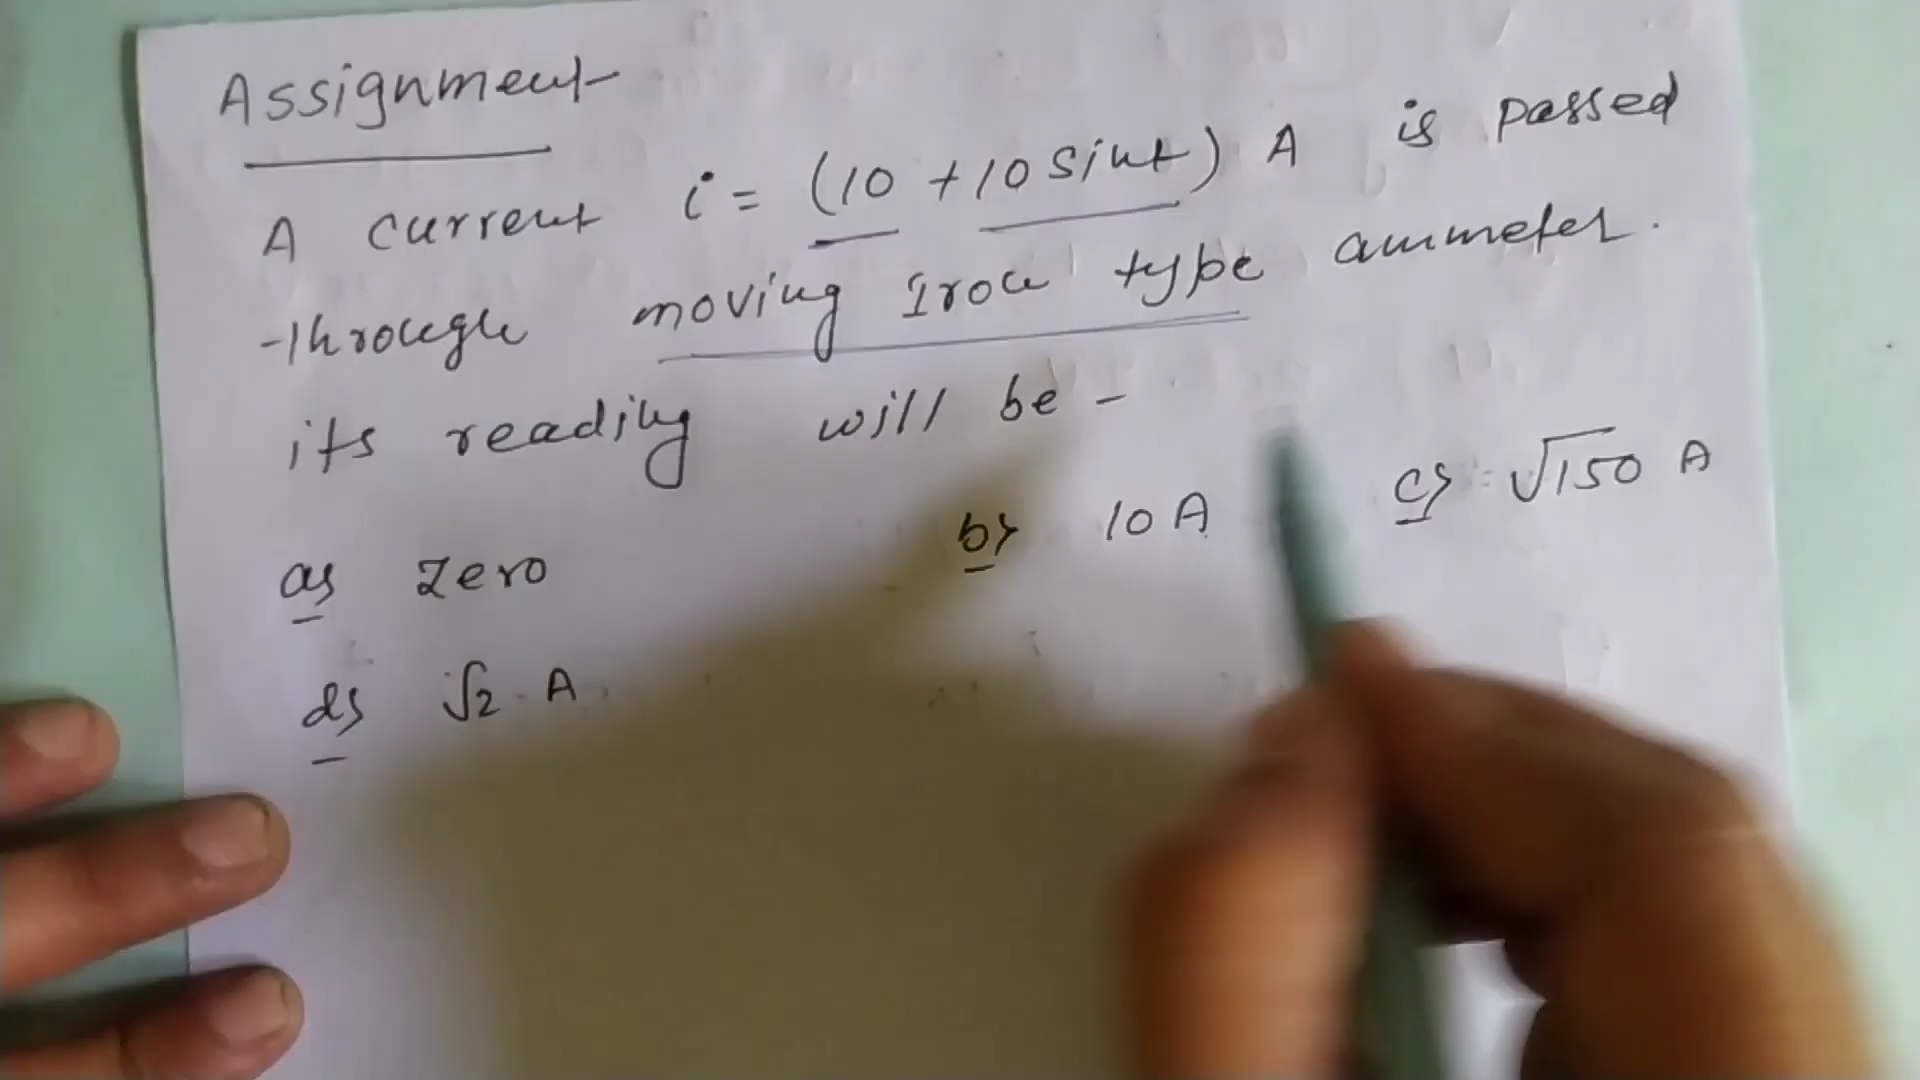 Assignment
A current i = (10 + 10 sint) A is passed
through moving Iron type ammeter.
its reading will be -
a) zero b) 10 A c) √150 A
d) √2 A